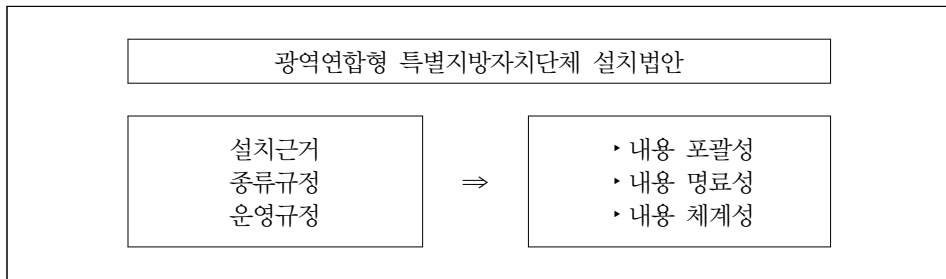 광역연합형 특별지방자치단체 설치법안
설치근거
종류규정
운영규정
⇒
‣내용 포괄성
‣내용 명료성
‣내용 체계성